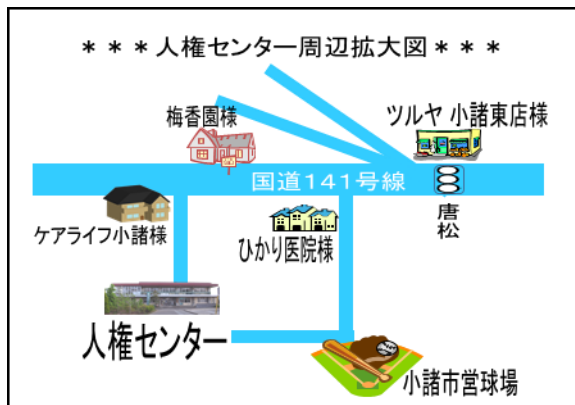 ＊＊＊人権センター周辺拡大図＊＊＊
梅香園様
ツルヤ 小諸東店様
国道141号線
唐松
ケアライフ小諸様
ひかり医院様
人権センター
小諸市営球場